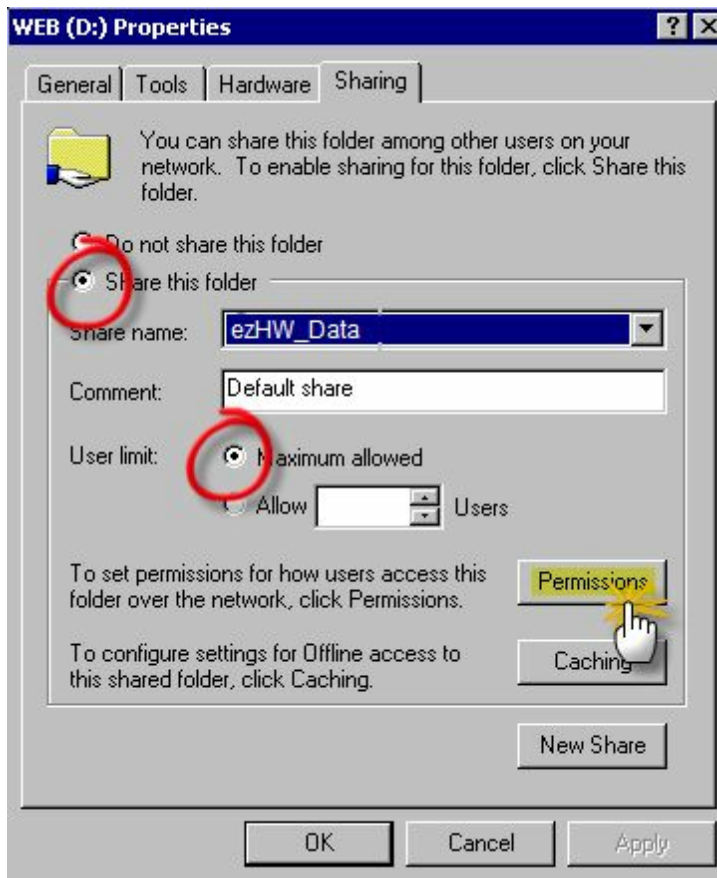 WEB (D:) Properties
General Tools Hardware Sharing
You can share this folder among other users on your
network. To enable sharing for this folder, click Share this
folder.
Do not share this folder
Share this folder
Share name: ezHW_Data
Comment: Default share
User limit: Maximum allowed
Allow Users
To set permissions for how users access this
folder over the network, click Permissions.
Permissions
To configure settings for Offline access to
this shared folder, click Caching.
Caching
New Share
OK Cancel Apply